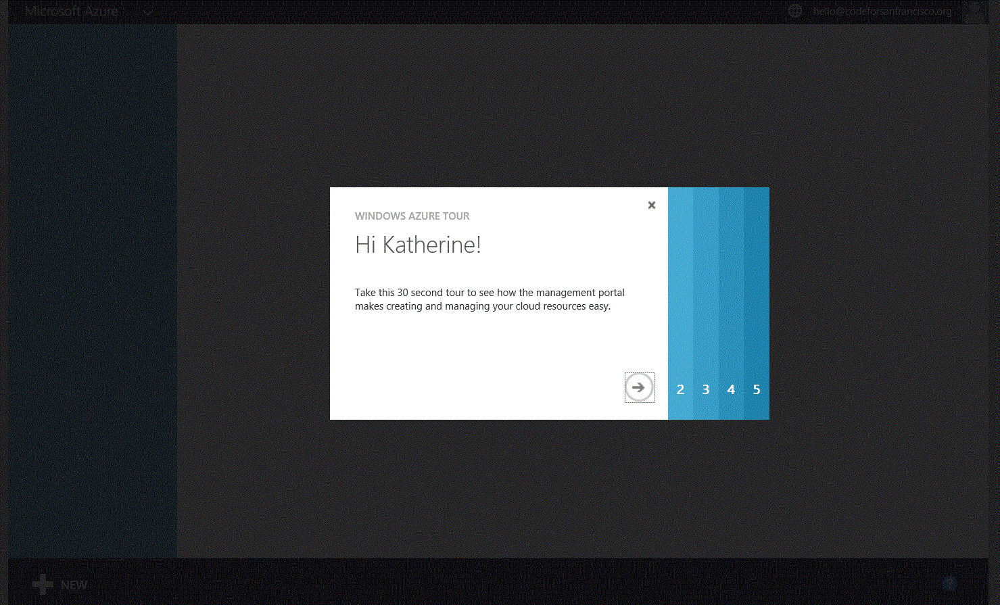 Microsoft Azure
hello@codeforsanfrancisco.org
WINDOWS AZURE TOUR
Hi Katherine!
Take this 30 second tour to see how the management portal
makes creating and managing your cloud resources easy.
2 3 4 5
NEW
?